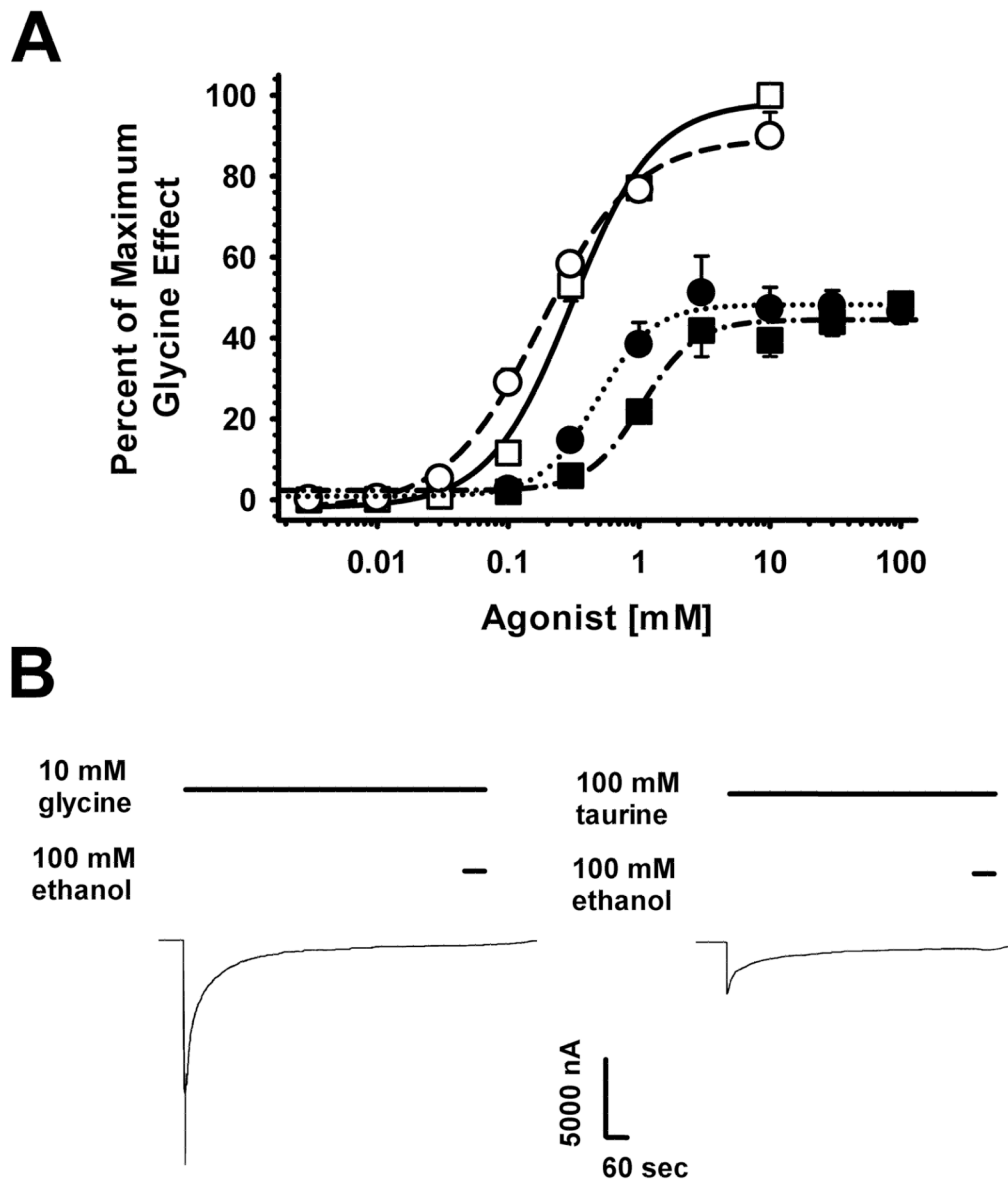 A
Percent of Maximum
Glycine Effect
100
80
60
40
20
0
0.01 0.1 1 10 100
Agonist [mM]
B
10 mM
glycine
100 mM
ethanol
100 mM
taurine
100 mM
ethanol
5000 nA
60 sec